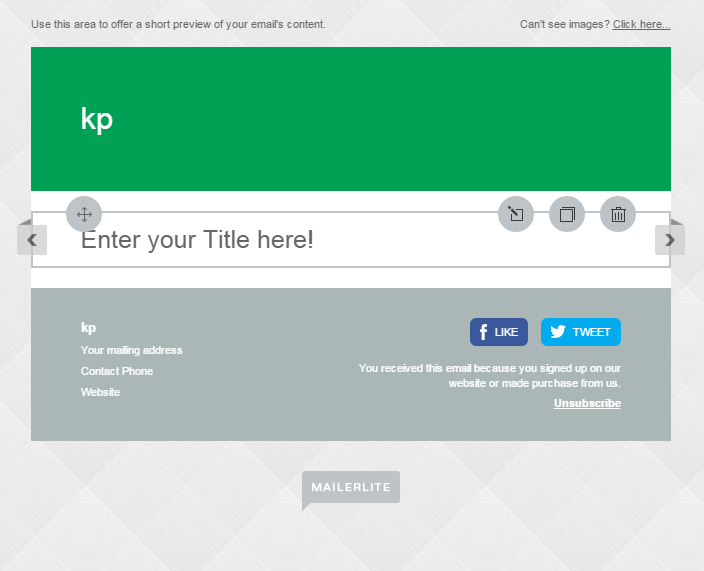 Use this area to offer a short preview of your email's content.
Can't see images? Click here...
kp
Enter your Title here!
kp
Your mailing address
Contact Phone
Website
LIKE
TWEET
You received this email because you signed up on our
website or made purchase from us.
Unsubscribe
MAILERLITE